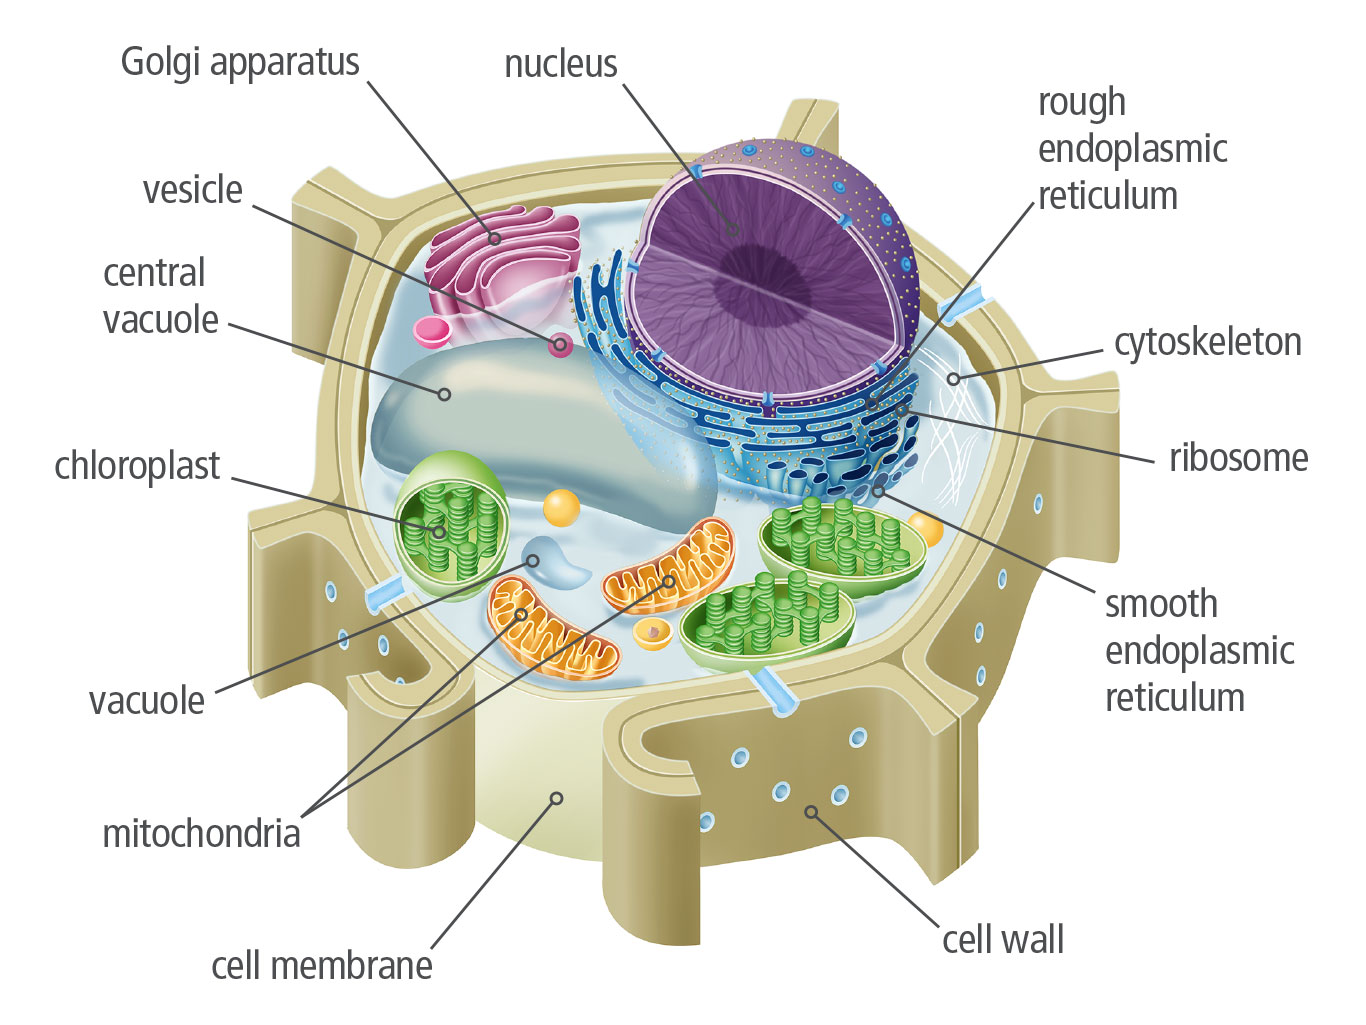 Golgi apparatus
nucleus
rough
endoplasmic
reticulum
vesicle
central
vacuole
cytoskeleton
chloroplast
ribosome
smooth
endoplasmic
reticulum
vacuole
mitochondria
cell membrane
cell wall